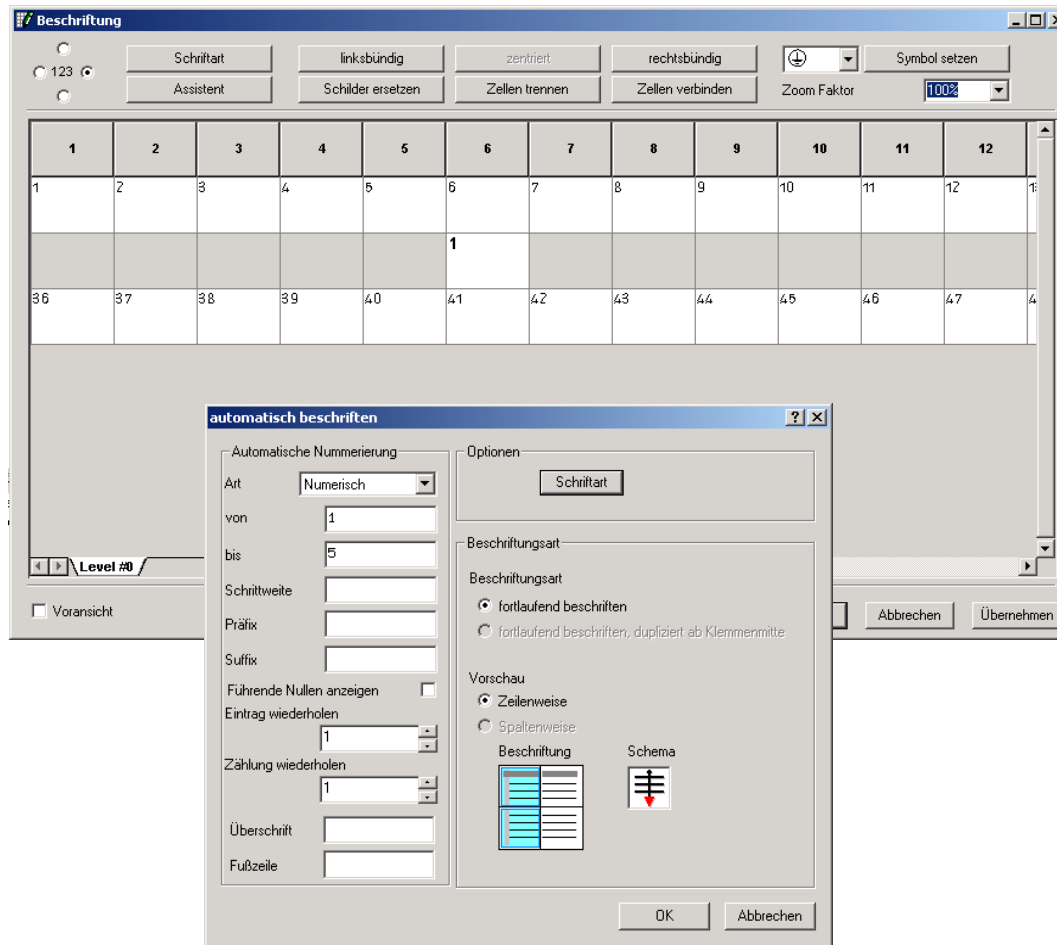 Beschriftung
123
Schriftart linksbündig zentriert rechtsbündig Symbol setzen
Assistent Schilder ersetzen Zellen trennen Zellen verbinden Zoom Faktor 100%
1 2 3 4 5 6 7 8 9 10 11 12
1 2 3 4 5 6 7 8 9 10 11 12
1
36 37 38 39 40 41 42 43 44 45 46 47
Level #0
Voransicht Abbrechen Übernehmen
automatisch beschriften
Automatische Nummerierung
Art Numerisch
von 1
bis 5
Schrittweite
Präfix
Suffix
Führende Nullen anzeigen
Eintrag wiederholen
1
Zählung wiederholen
1
Überschrift
Fußzeile
Optionen
Schriftart
Beschriftungsart
Beschriftungsart
fortlaufend beschriften
fortlaufend beschriften, dupliziert ab Klemmenmitte
Vorschau
Zeilenweise
Spaltenweise
Beschriftung Schema
OK Abbrechen